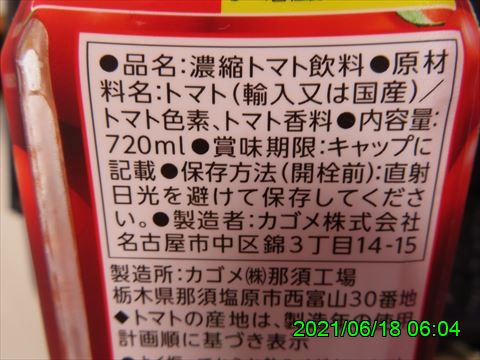 ●品名:濃縮トマト飲料●原材
料名:トマト(輸入又は国産)/
トマト色素、トマト香料●内容量:
720ml●賞味期限:キャップに
記載●保存方法(開栓前):直射
日光を避けて保存してくださ
い。●製造者:カゴメ株式会社
名古屋市中区錦3丁目14-15
製造所:カゴメ㈱那須工場
栃木県那須塩原市西富山30番地
◆トマトの産地は、製造年の使用
計画順に基づき表示
2021/06/18 06:04